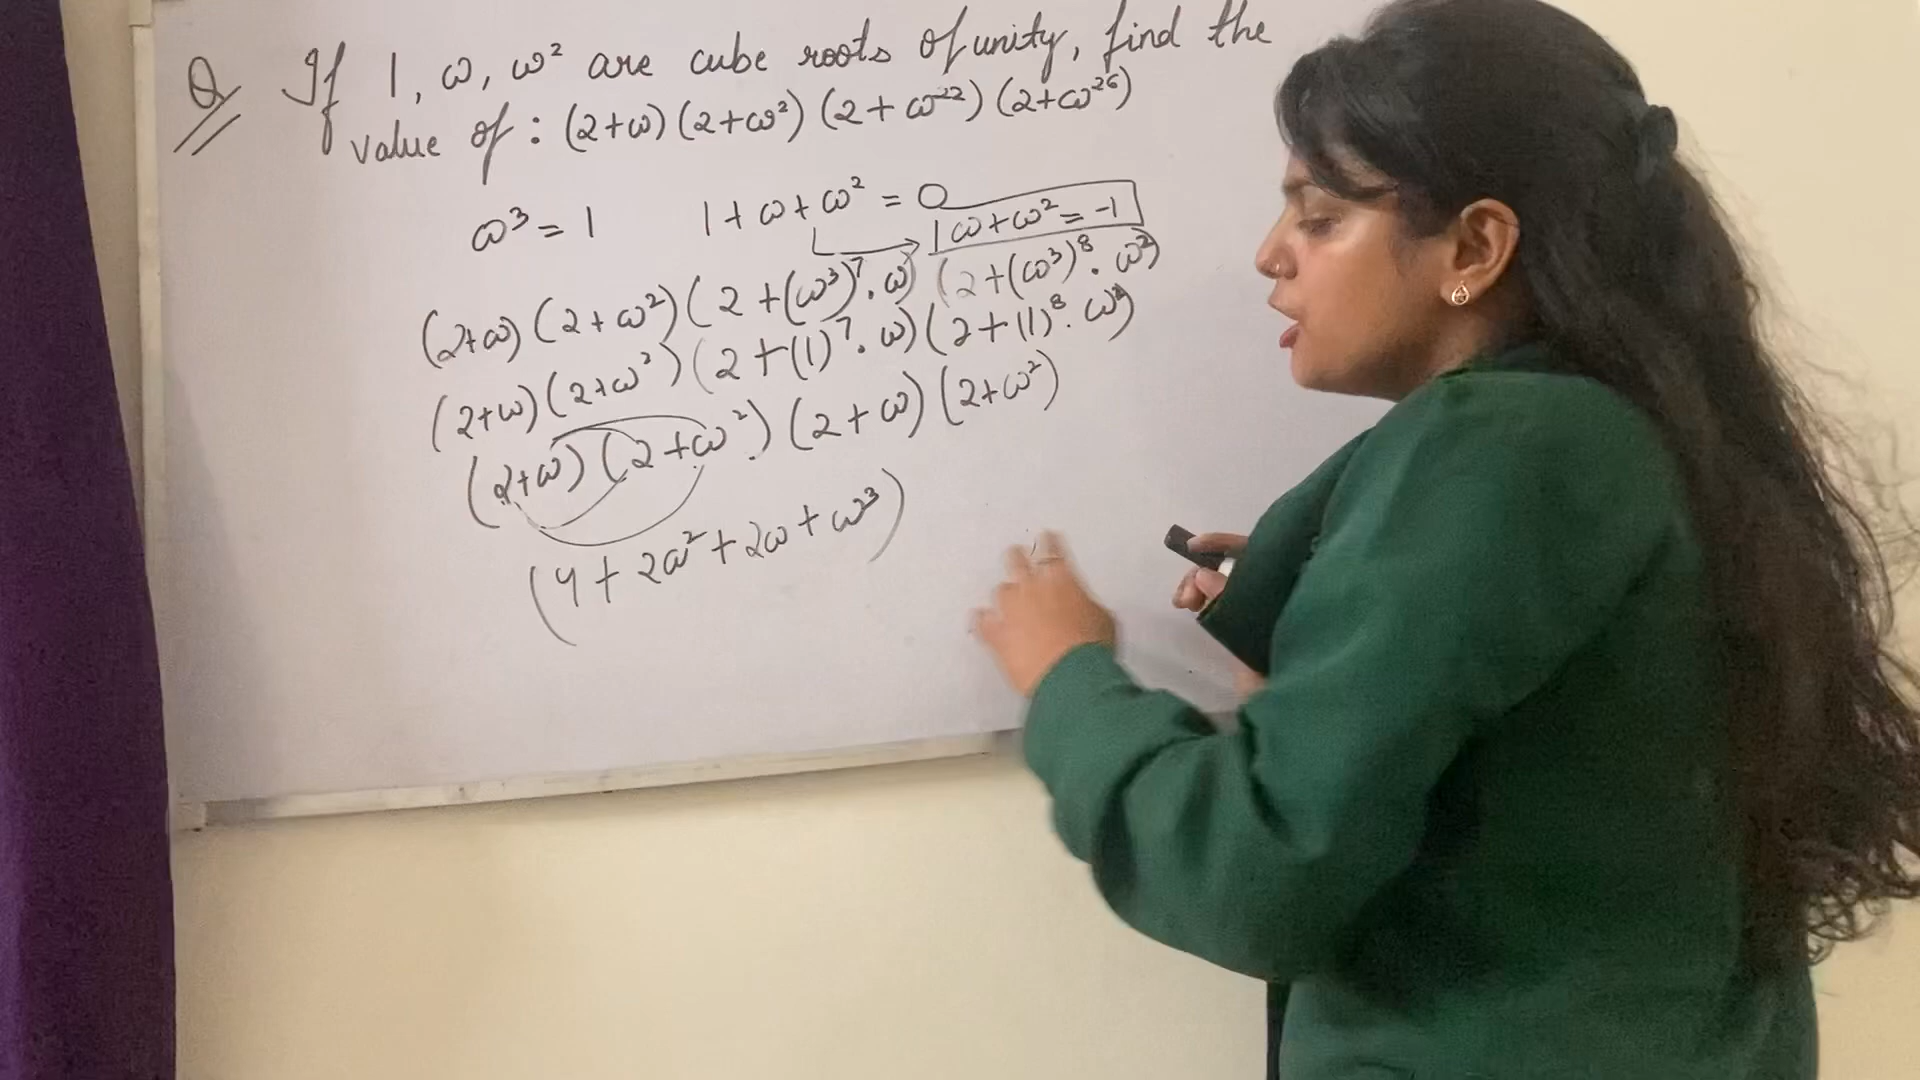 Q If 1, ω, ω² are cube roots of unity, find the
value of : (2+ω) (2+ω²) (2+ω²²) (2+ω²⁶)
ω³ = 1 1+ω+ω² = 0
ω+ω² = -1
(2+ω) (2+ω²) (2+(ω³)⁷.ω) (2+(ω³)⁸.ω²)
(2+ω) (2+ω²) (2+(1)⁷.ω) (2+(1)⁸.ω²)
(2+ω) (2+ω²) (2+ω) (2+ω²)
(4+2ω²+2ω+ω³)